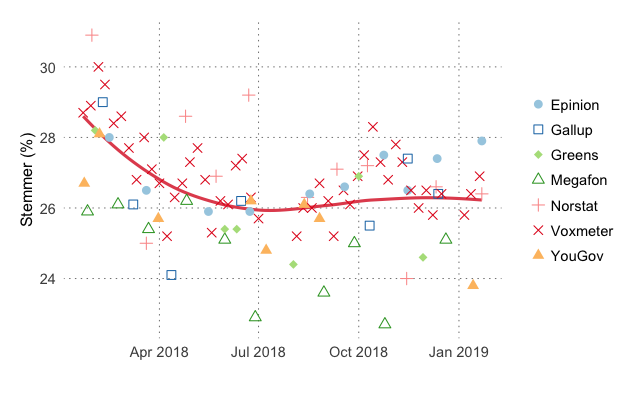 Stemmer (%)
30
28
26
24
Apr 2018
Jul 2018
Oct 2018
Jan 2019
Epinion
Gallup
Greens
Megafon
Norstat
Voxmeter
YouGov